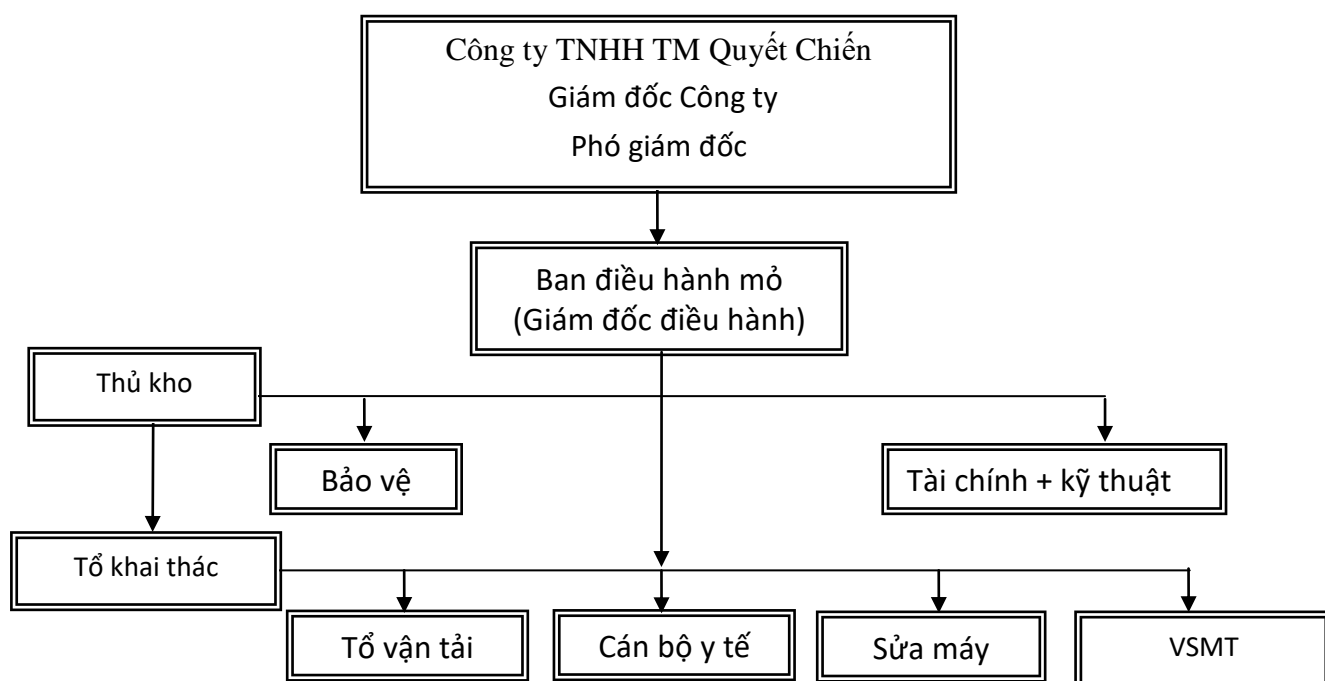 Công ty TNHH TM Quyết Chiến
Giám đốc Công ty
Phó giám đốc
Ban điều hành mỏ
(Giám đốc điều hành)
Thủ kho
Bảo vệ
Tài chính + kỹ thuật
Tổ khai thác
Tổ vận tải
Cán bộ y tế
Sửa máy
VSMT